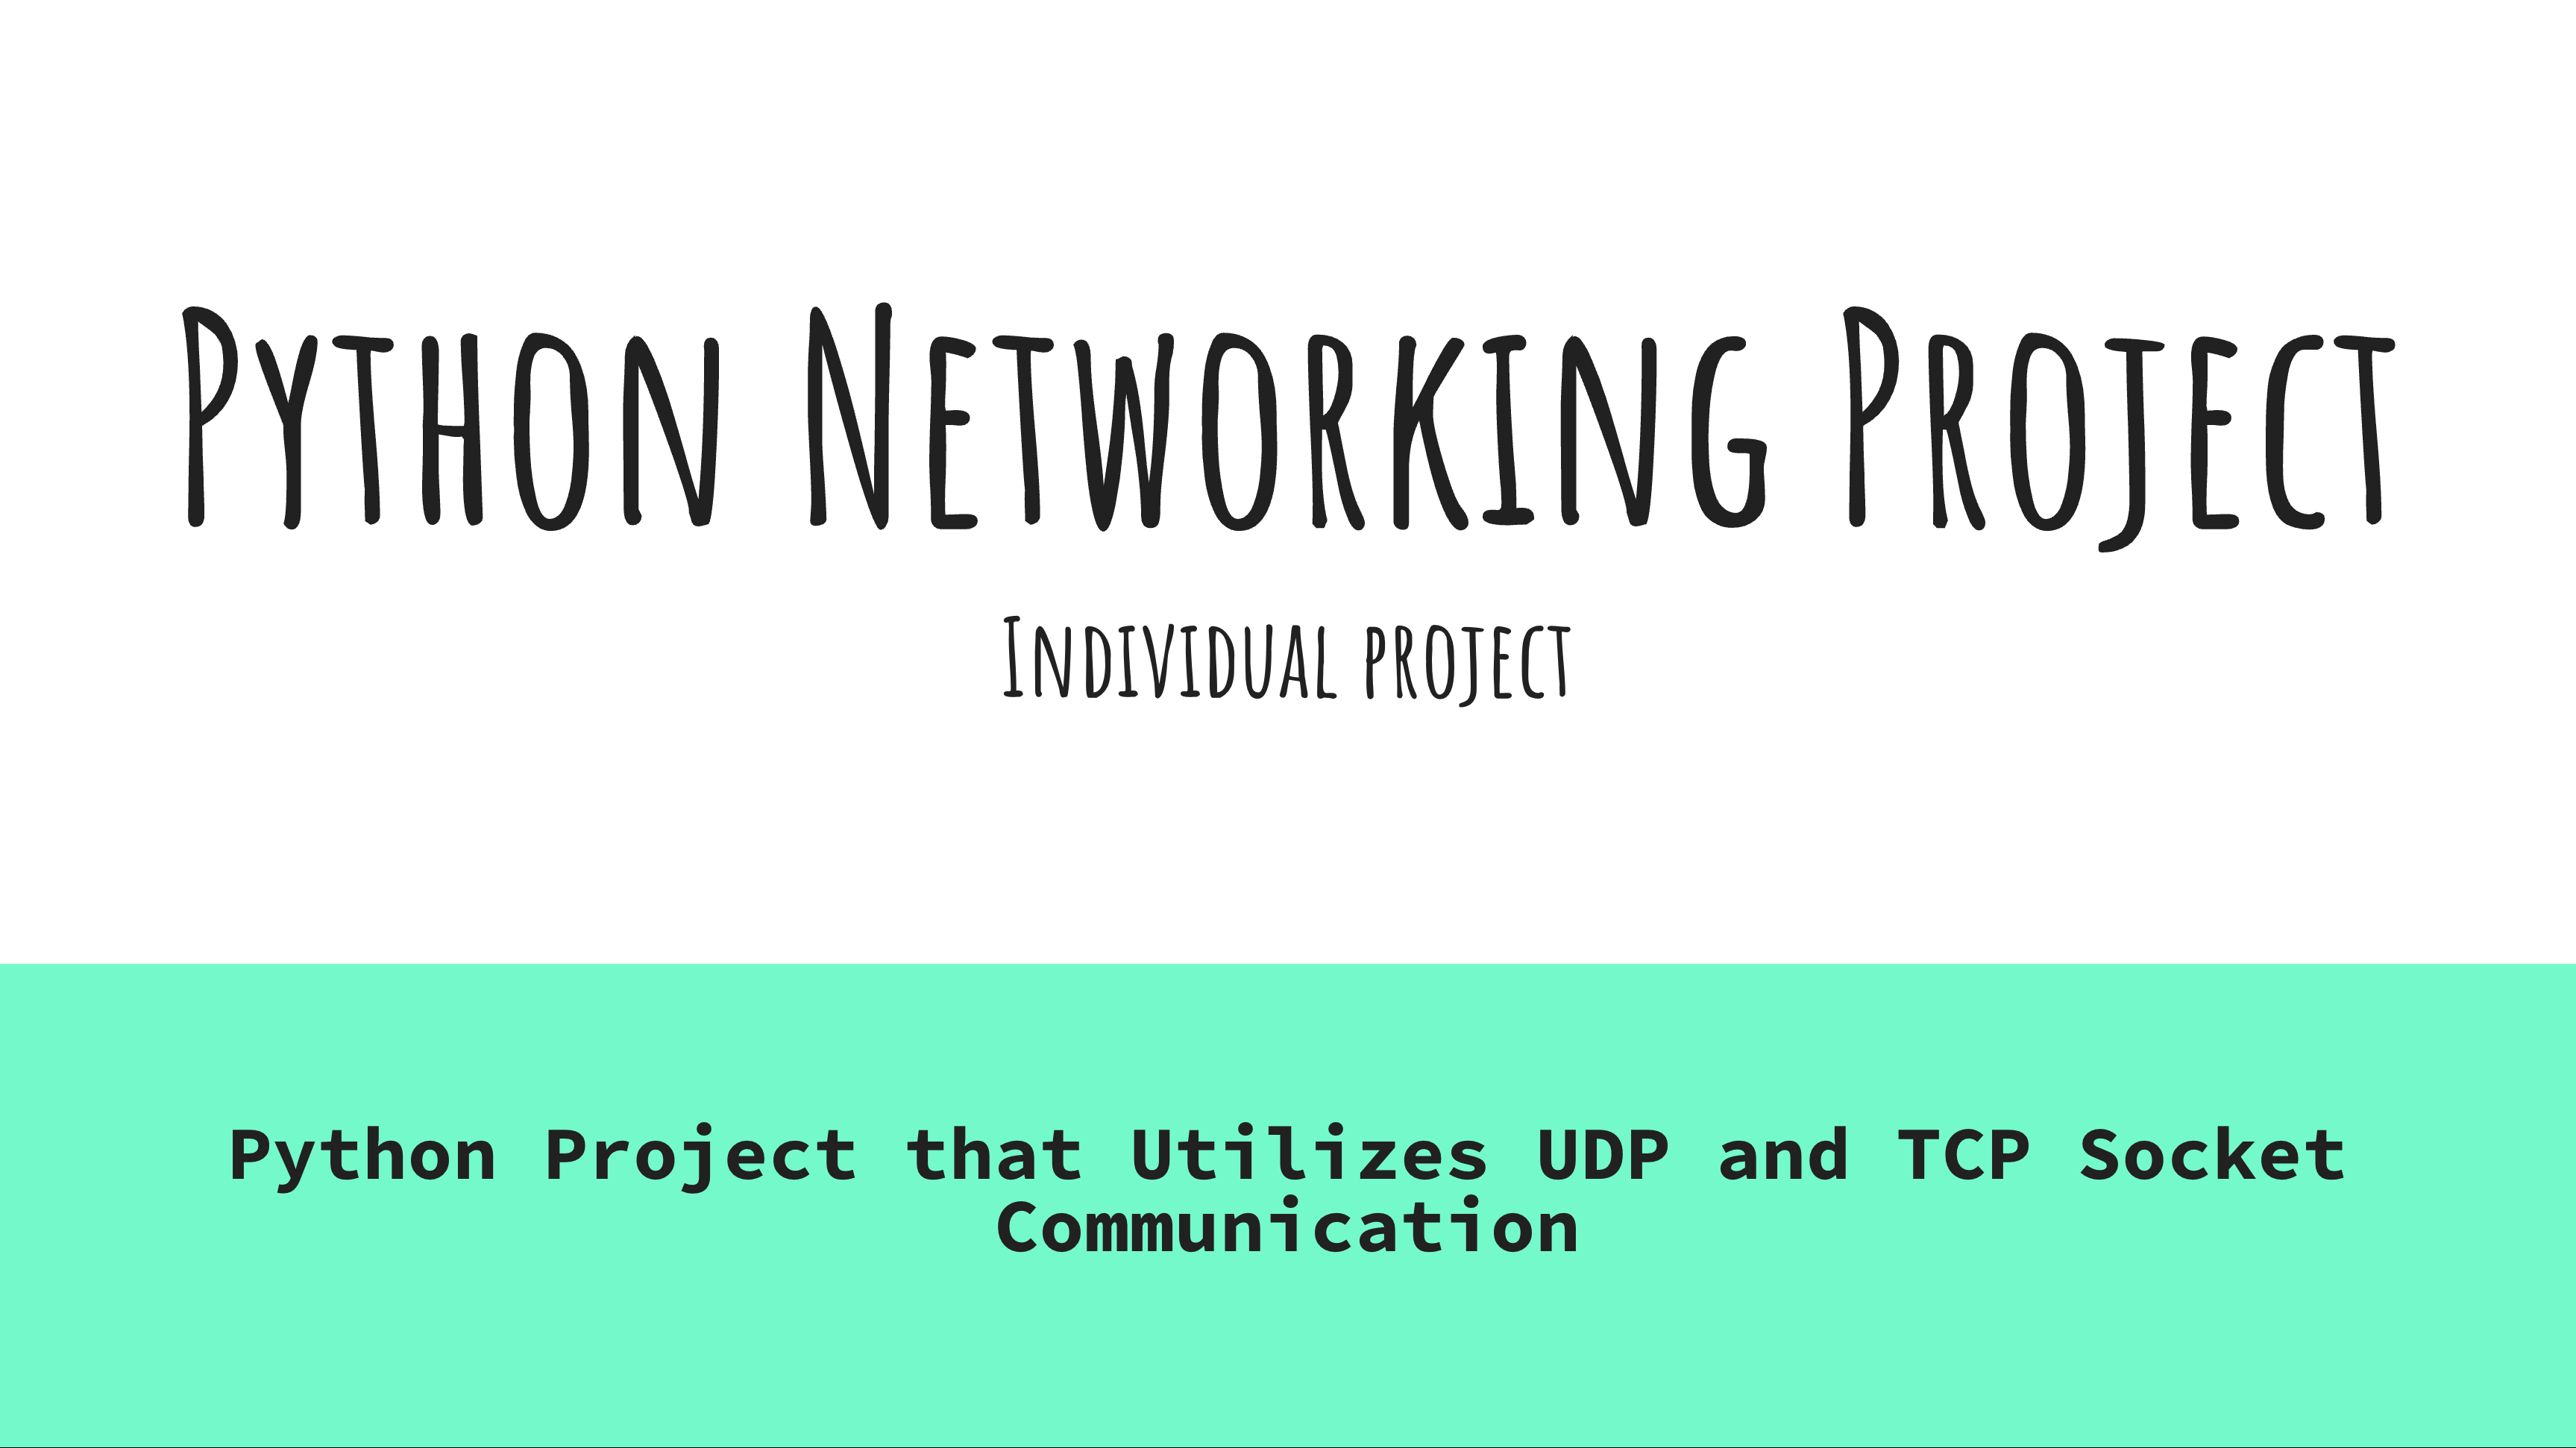 Python Networking Project
Individual project
Python Project that Utilizes UDP and TCP Socket
Communication